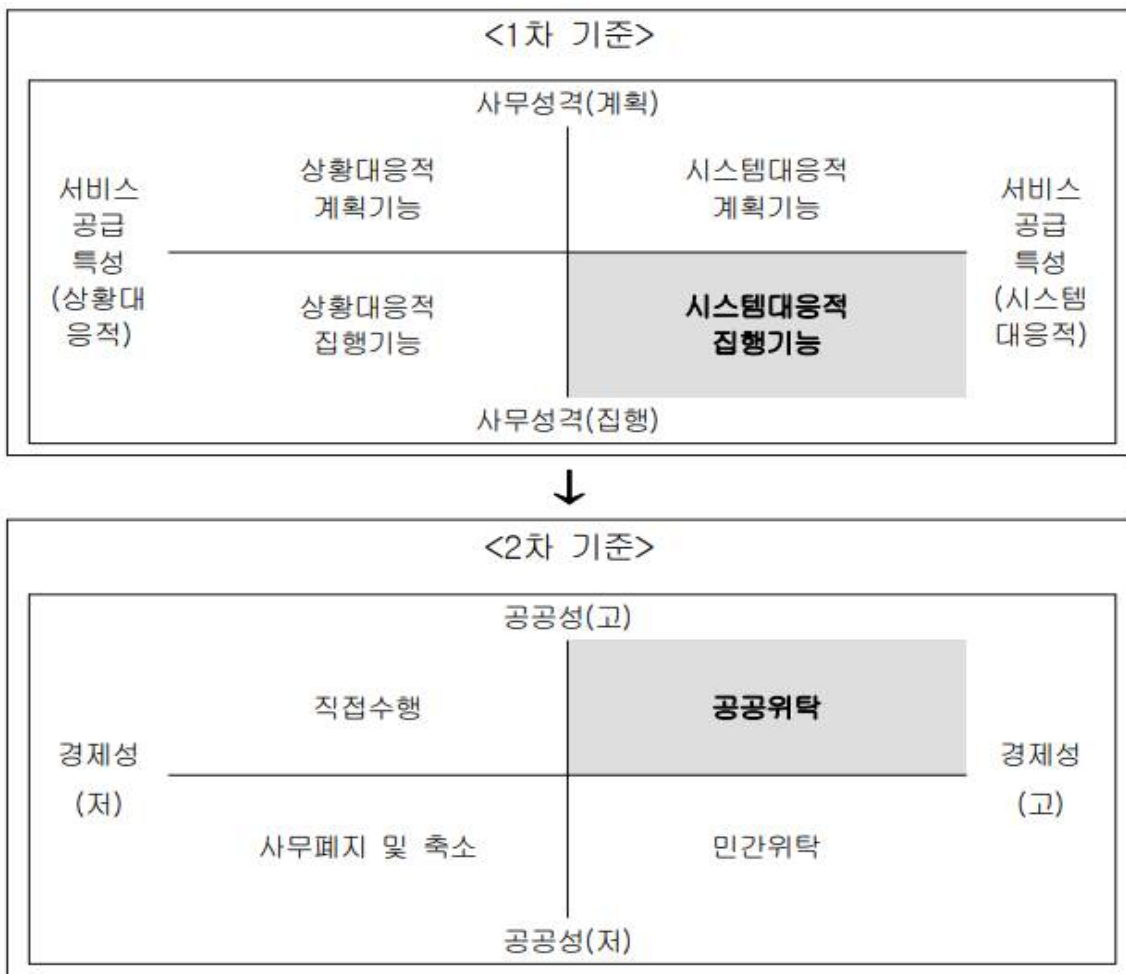 <1차 기준>
사무성격(계획)
서비스
공급
특성
(상황대
응적)
상황대응적
계획기능
시스템대응적
계획기능
서비스
공급
특성
(시스템
대응적)
상황대응적
집행기능
시스템대응적
집행기능
사무성격(집행)
↓
<2차 기준>
공공성(고)
경제성
(저)
직접수행
공공위탁
경제성
(고)
사무폐지 및 축소
민간위탁
공공성(저)